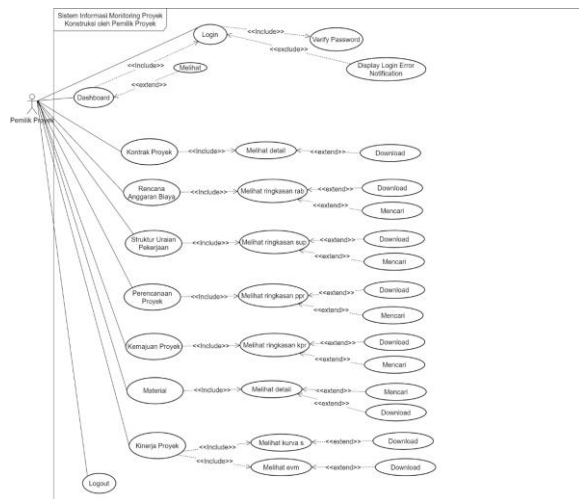 Sistem Informasi Monitoring Proyek
Konstruksi oleh Pemilik Proyek
Login
<<Include>>
Verify Password
<<exclude>>
Display Login Error
Notification
<<Include>>
Melihat
<<extend>>
Dashboard
Pemilik Proyek
Kontrak Proyek
<<Include>>
Melihat detail
<<extend>>
Download
Rencana
Anggaran Biaya
<<Include>>
Melihat ringkasan rab
<<extend>>
Download
<<extend>>
Mencari
Struktur Uraian
Pekerjaan
<<Include>>
Melihat ringkasan sup
<<extend>>
Download
<<extend>>
Mencari
Perencanaan
Proyek
<<Include>>
Melihat ringkasan ppr
<<extend>>
Download
<<extend>>
Mencari
Kemajuan Proyek
<<Include>>
Melihat ringkasan kpr
<<extend>>
Download
<<extend>>
Mencari
Material
<<Include>>
Melihat detail
<<extend>>
Mencari
<<extend>>
Download
Kinerja Proyek
<<Include>>
Melihat kurva s
<<extend>>
Download
<<Include>>
Melihat evm
<<extend>>
Download
Logout